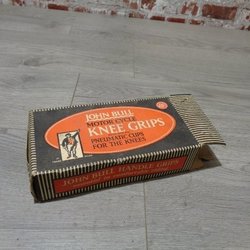 JOHN BULL
MOTOR CYCLE
KNEE GRIPS
PNEUMATIC CUPS
FOR THE KNEES
JOHN BULL HANDLE GRIPS